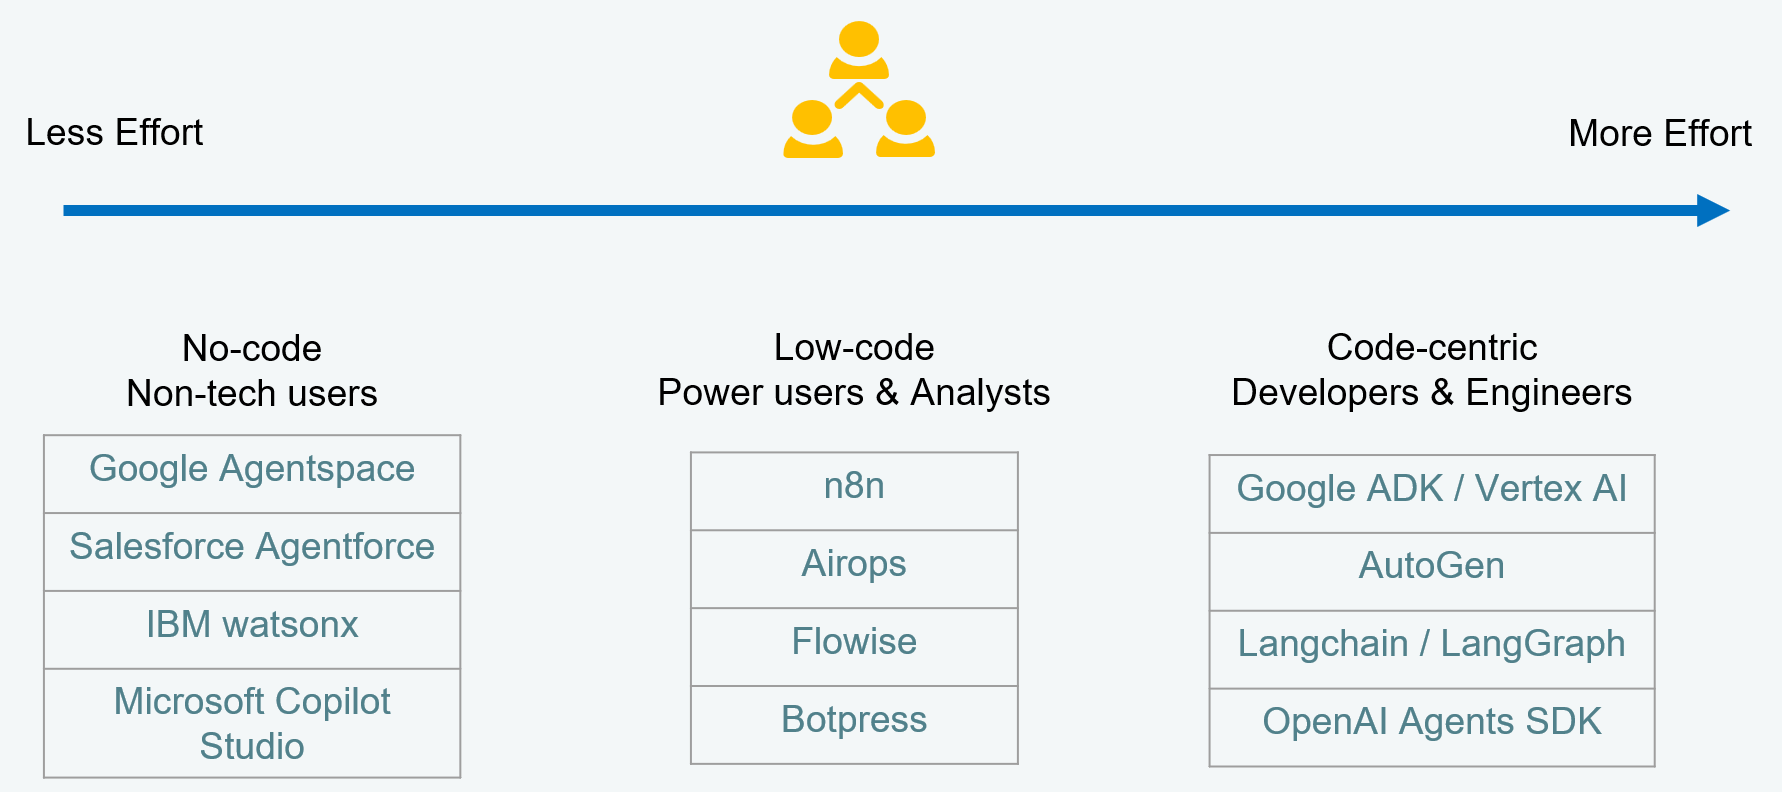 Less Effort
More Effort
No-code
Non-tech users
Google Agentspace
Salesforce Agentforce
IBM watsonx
Microsoft Copilot
Studio
Low-code
Power users & Analysts
n8n
Airops
Flowise
Botpress
Code-centric
Developers & Engineers
Google ADK / Vertex AI
AutoGen
Langchain / LangGraph
OpenAI Agents SDK